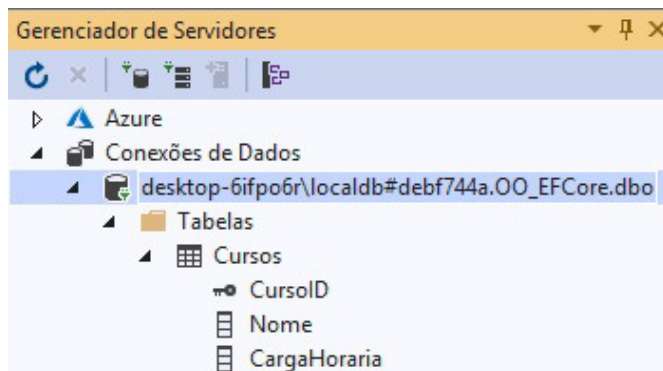 Gerenciador de Servidores
Azure
Conexões de Dados
desktop-6ifpo6r\localdb#debf744a.OO_EFCore.dbo
Tabelas
Cursos
CursoID
Nome
CargaHoraria